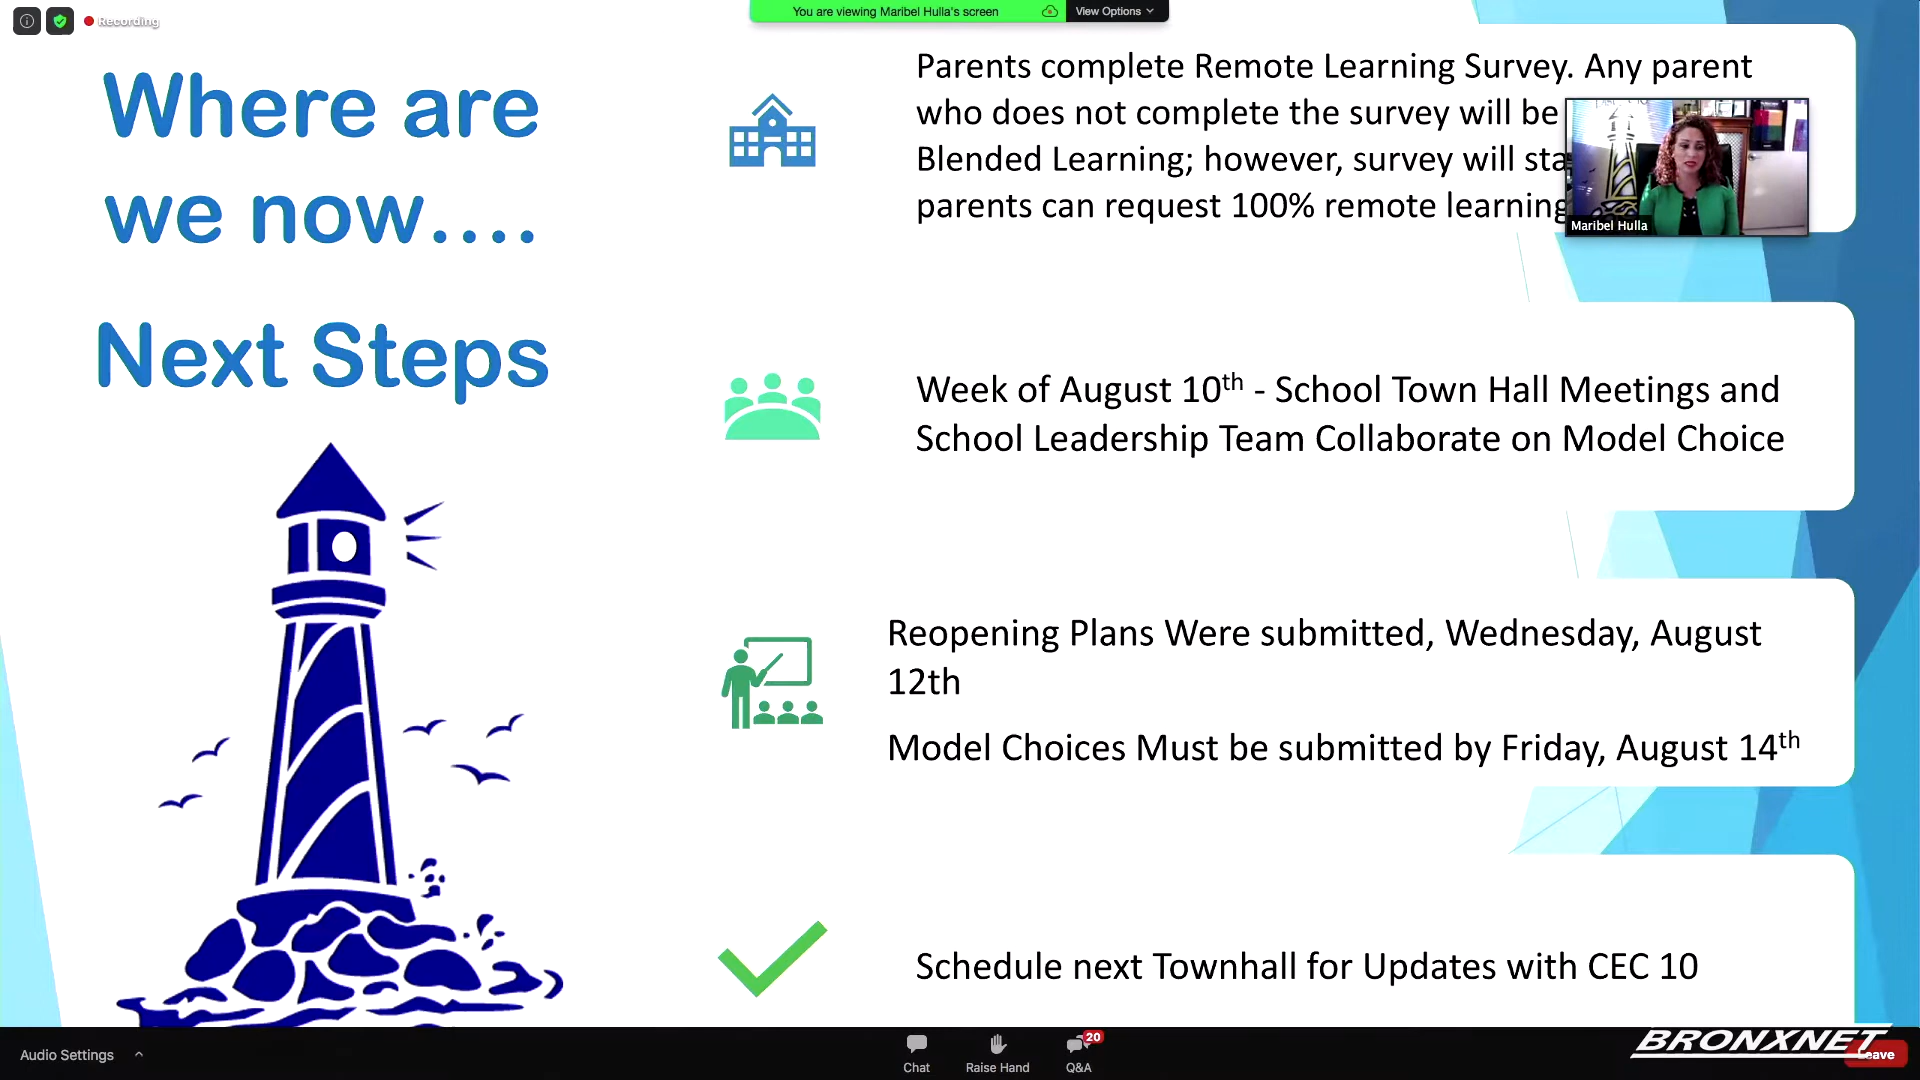 Recording
You are viewing Maribel Hulla's screen
View Options
Where are
we now....
Next Steps
Parents complete Remote Learning Survey. Any parent
who does not complete the survey will be
Blended Learning; however, survey will
parents can request 100% remote learning
Maribel Hulla
Week of August 10th - School Town Hall Meetings and
School Leadership Team Collaborate on Model Choice
Reopening Plans Were submitted, Wednesday, August
12th
Model Choices Must be submitted by Friday, August 14th
Schedule next Townhall for Updates with CEC 10
Audio Settings
Chat
Raise Hand
20
Q&A
BRONXNET